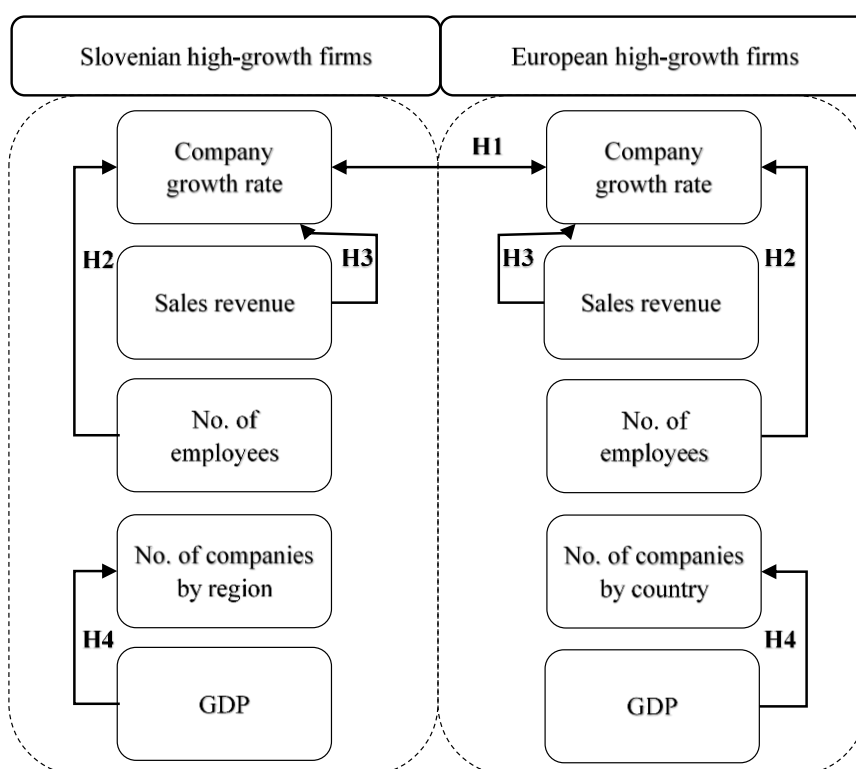 Slovenian high-growth firms
European high-growth firms
Company
growth rate
H1
Company
growth rate
H2
H3
Sales revenue
H3
H2
Sales revenue
No. of
employees
No. of
employees
No. of companies
by region
No. of companies
by country
H4
H4
GDP
GDP